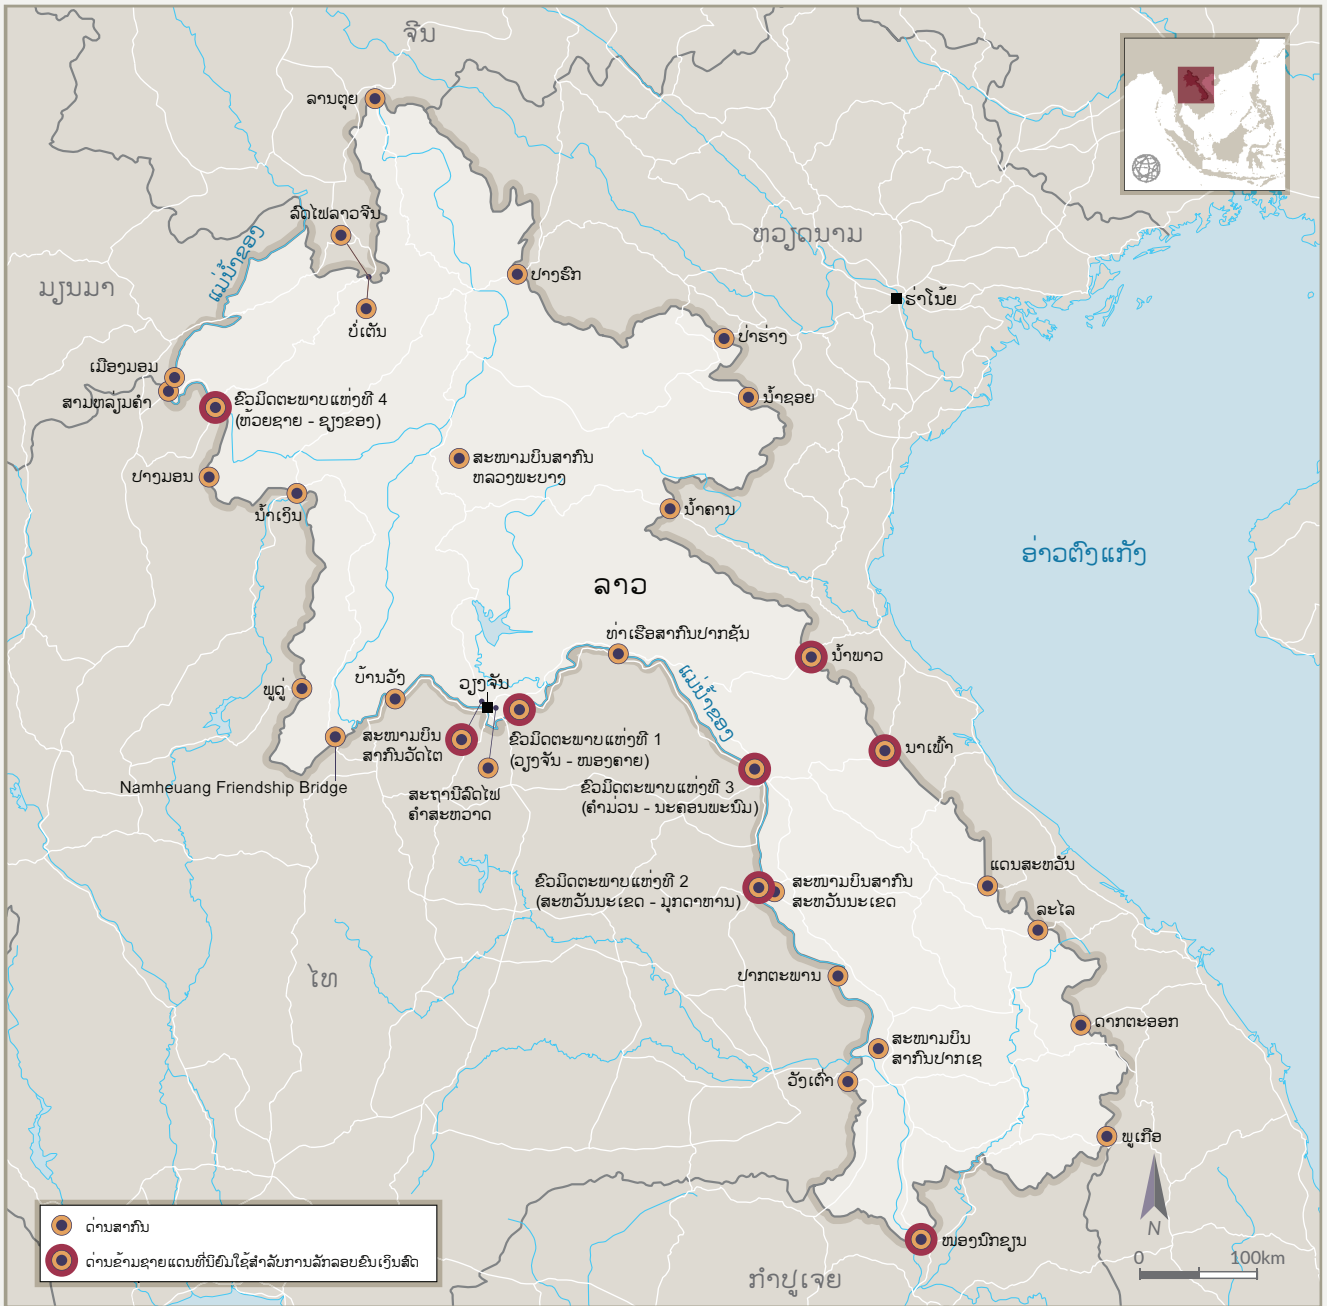 ຈີນ
ລານຕຸຍ
ລົດໄຟລາວຈີນ
ແມ່ນ້ຳຂອງ
ຫວຽດນາມ
ປາງຮົກ
ມຽນມາ
ຮ່າໂນ້ຍ
ບໍ່ເຕັນ
ປ່າຮ່າງ
ເມືອງມອມ
ສາມຫລ່ຽມຄຳ
ຂົວມິດຕະພາບແຫ່ງທີ 4
(ຫ້ວຍຊາຍ - ຊຽງຂອງ)
ນ້ຳຊອຍ
ສະໜາມບິນສາກົນ
ຫລວງພະບາງ
ປາງມອນ
ນ້ຳເງິນ
ນ້ຳຄານ
ອ່າວຕົງແກັງ
ລາວ
ທ່າເຮືອສາກົນປາກຊັນ
ນ້ຳພາວ
ແມ່ນ້ຳຂອງ
ພູດູ່
ບ້ານວັງ
ວຽງຈັນ
ສະໜາມບິນ
ສາກົນວັດໄຕ
ຂົວມິດຕະພາບແຫ່ງທີ 1
(ວຽງຈັນ - ໜອງຄາຍ)
ນາເພົ້າ
Namheuang Friendship Bridge
ສະຖານີລົດໄຟ
ຄຳສະຫວາດ
ຂົວມິດຕະພາບແຫ່ງທີ 3
(ຄຳມ່ວນ - ນະຄອນພະນົມ)
ແດນສະຫວັນ
ຂົວມິດຕະພາບແຫ່ງທີ 2
(ສະຫວັນນະເຂດ - ມຸກດາຫານ)
ສະໜາມບິນສາກົນ
ສະຫວັນນະເຂດ
ລະໄລ
ໄທ
ປາກຕະພານ
ດາກຕະອອກ
ສະໜາມບິນ
ສາກົນປາກເຊ
ວັງເຕົ່າ
ພູເກືອ
ໜອງນົກຂຽນ
ກຳປູເຈຍ
N
0 100km
ດ່ານສາກົນ
ດ່ານຂ້າມຊາຍແດນທີ່ນິຍົມໃຊ້ສຳລັບການລັກລອບຂົນເງິນສົດ